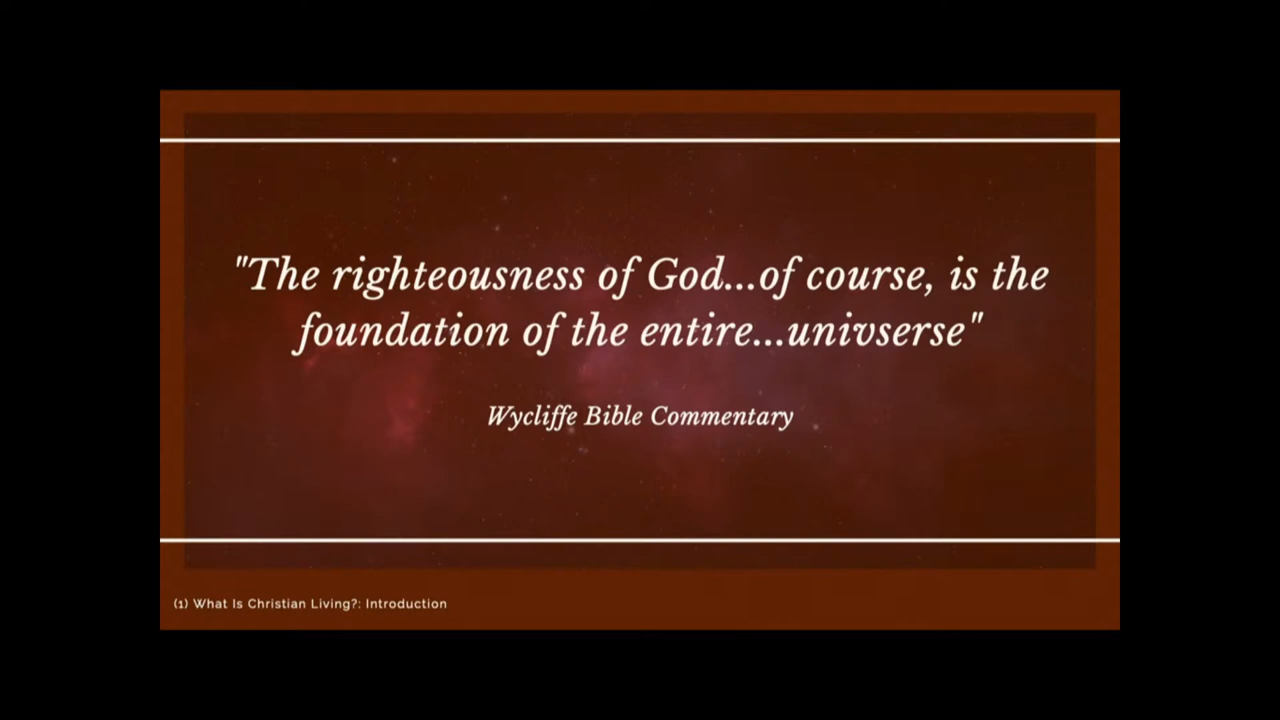 "The righteousness of God...of course, is the
foundation of the entire...univserse"
Wycliffe Bible Commentary
(1) What Is Christian Living?: Introduction